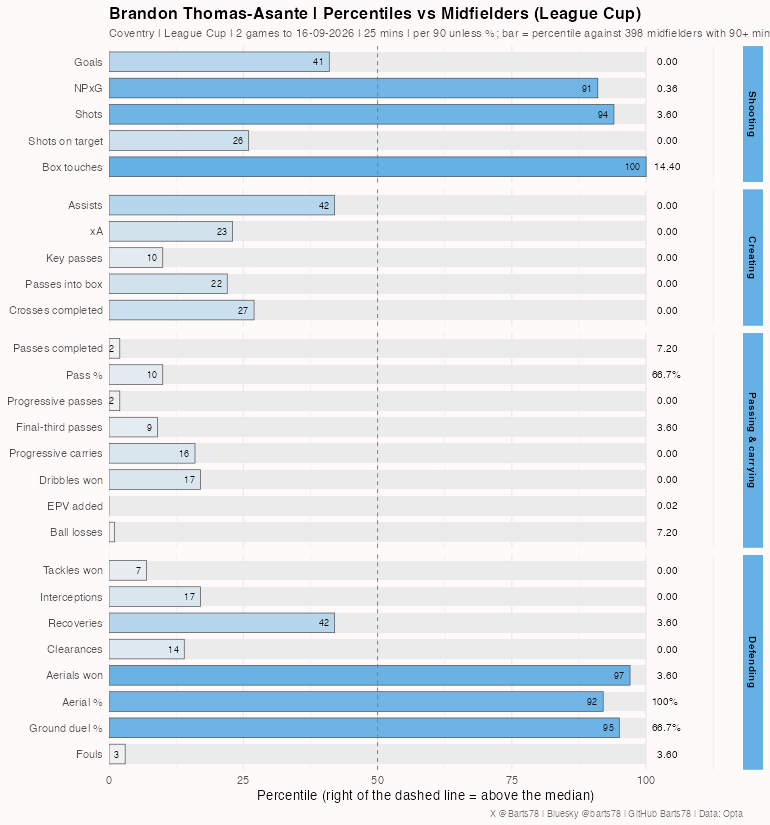 Brandon Thomas-Asante | Percentiles vs Midfielders (League Cup)
Coventry | League Cup | 2 games to 16-09-2026 | 25 mins | per 90 unless %; bar = percentile against 398 midfielders with 90+ min
Goals 41 0.00
NPxG 91 0.36
Shots 94 3.60
Shots on target 26 0.00
Box touches 100 14.40
Shooting
Assists 42 0.00
xA 23 0.00
Key passes 10 0.00
Passes into box 22 0.00
Crosses completed 27 0.00
Creating
Passes completed 2 7.20
Pass % 10 66.7%
Progressive passes 2 0.00
Final-third passes 9 3.60
Progressive carries 16 0.00
Dribbles won 17 0.00
EPV added 0.02
Ball losses 7.20
Passing & carrying
Tackles won 7 0.00
Interceptions 17 0.00
Recoveries 42 3.60
Clearances 14 0.00
Aerials won 97 3.60
Aerial % 92 100%
Ground duel % 95 66.7%
Fouls 3 3.60
Defending
0 25 50 75 100
Percentile (right of the dashed line = above the median)
X @Barts78 | Bluesky @barts78 | GitHub Barts78 | Data: Opta